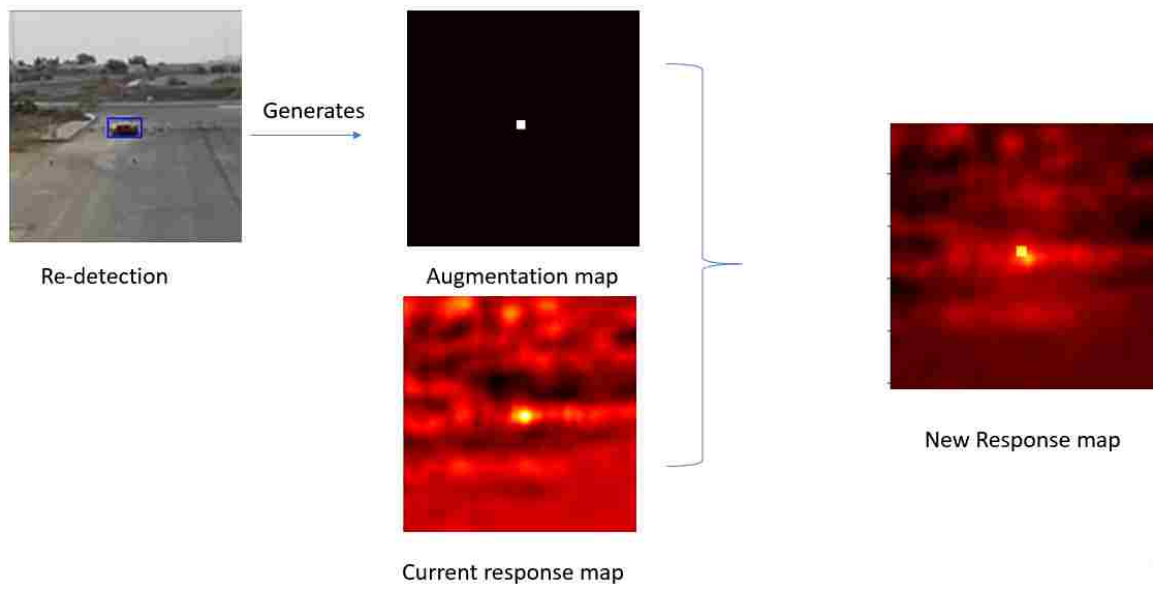 Generates
Re-detection
Augmentation map
New Response map
Current response map